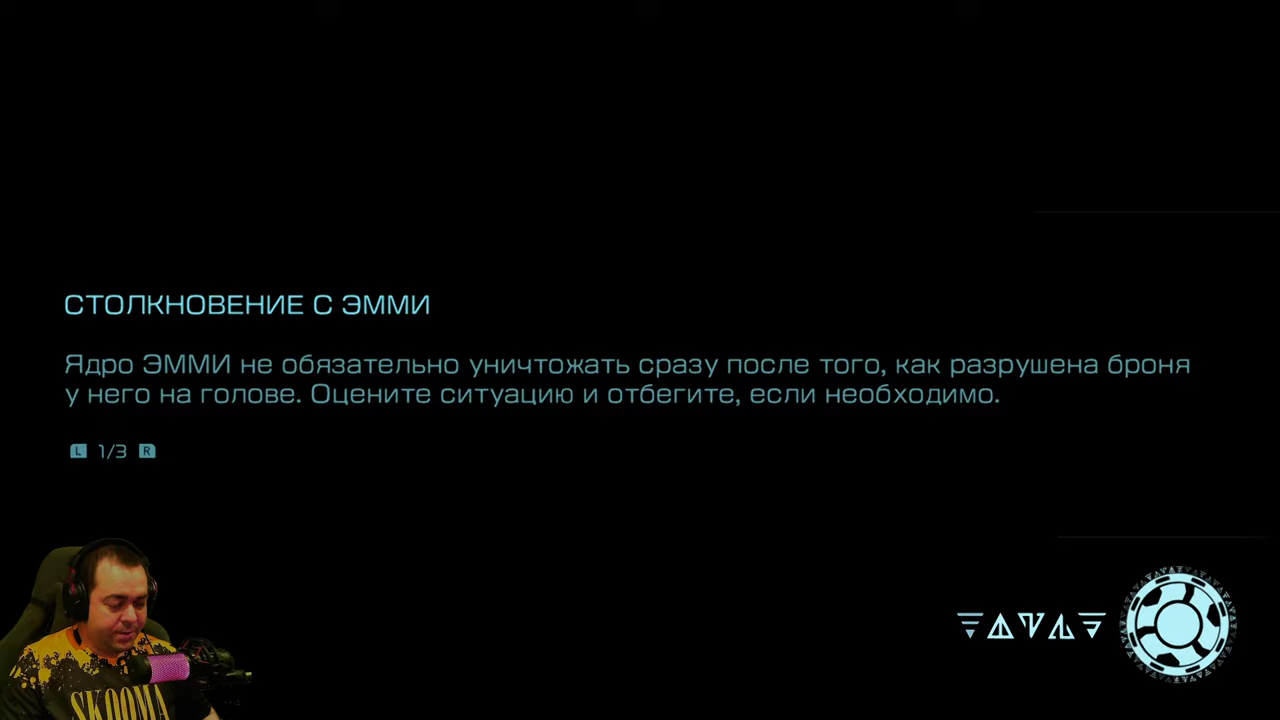 СТОЛКНОВЕНИЕ С ЭММИ
Ядро ЭММИ не обязательно уничтожать сразу после того, как разрушена броня
у него на голове. Оцените ситуацию и отбегите, если необходимо.
L 1/3 R
SKOOMA